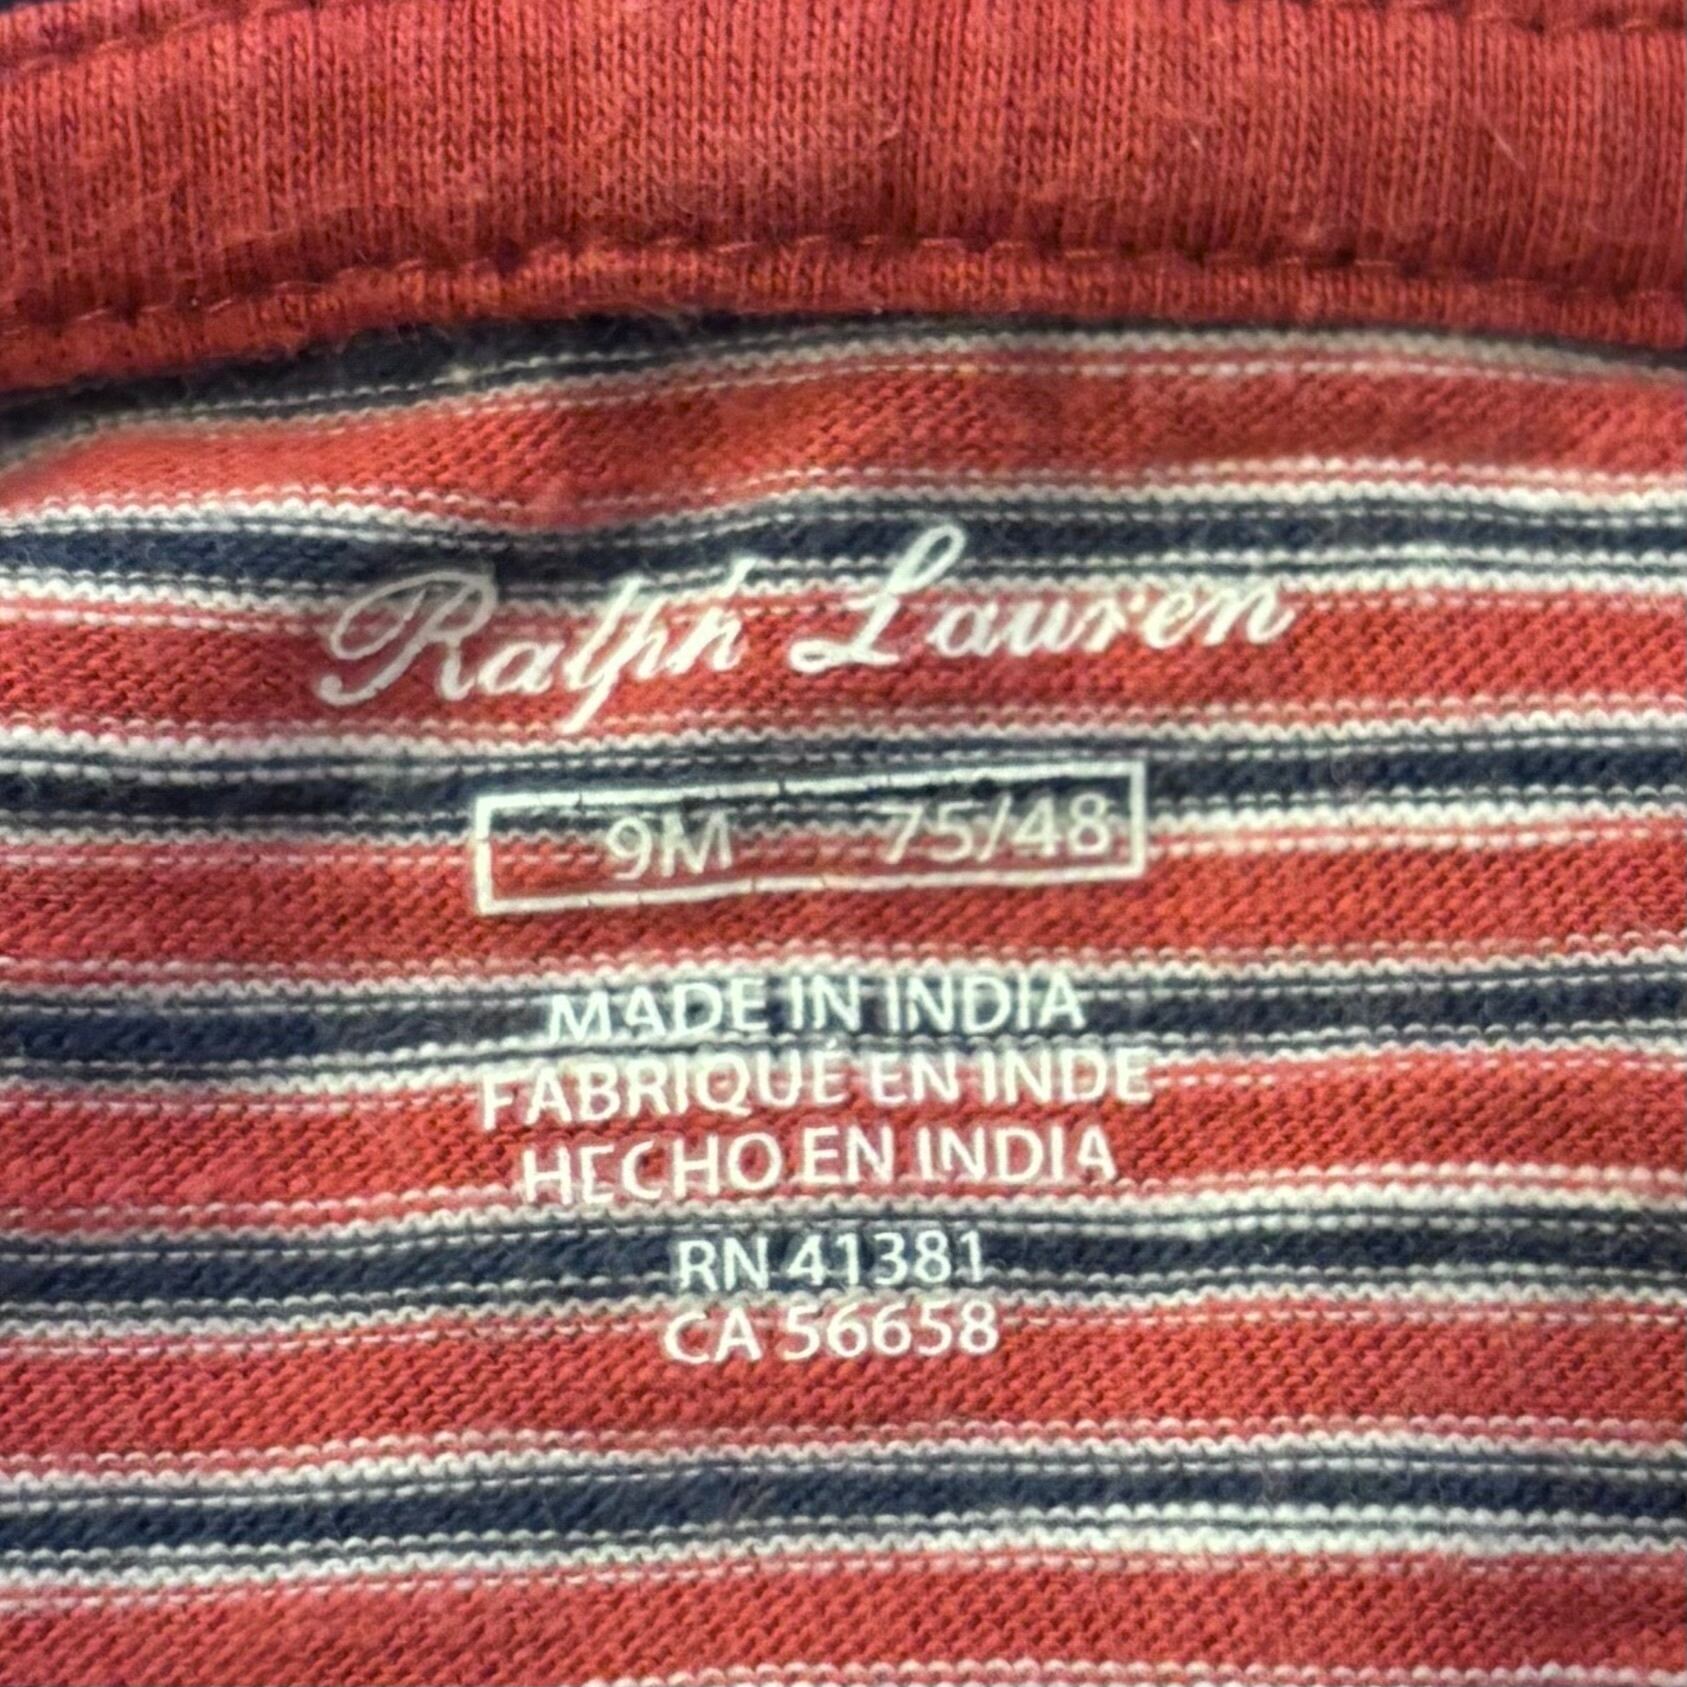 Ralph Lauren
9M 75/48
MADE IN INDIA
FABRIQUÉ EN INDE
HECHO EN INDIA
RN 41381
CA 56658